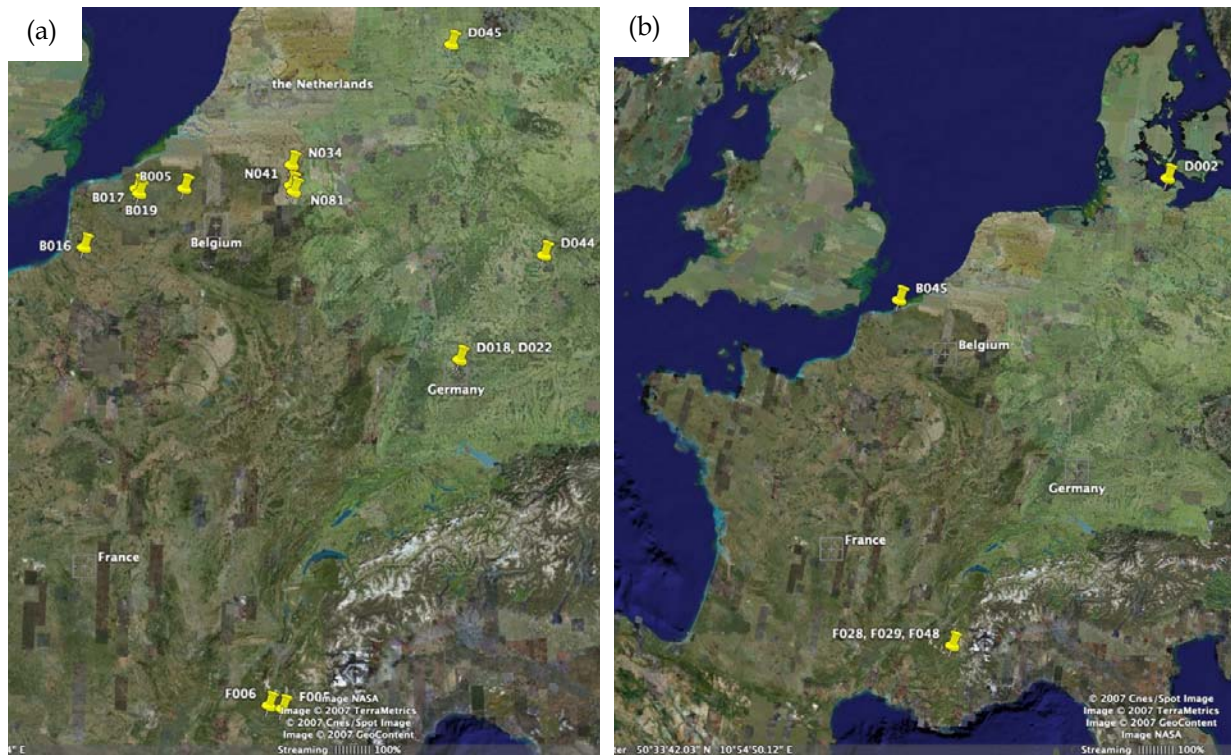 (a)
D045
the Netherlands
N034
B005
N041
B017
N081
B019
B016
Belgium
D044
D018, D022
Germany
France
F006
Image NASA
Image © 2007 TerraMetrics
© 2007 Cnes/Spot Image
Image © 2007 GeoContent
Streaming 100%
(b)
D002
B045
Belgium
Germany
France
F028, F029, F048
© 2007 Cnes/Spot Image
Image © 2007 TerraMetrics
Image © 2007 GeoContent
Image NASA
50°33'42.03" N 10°54'50.12" E
Streaming 100%